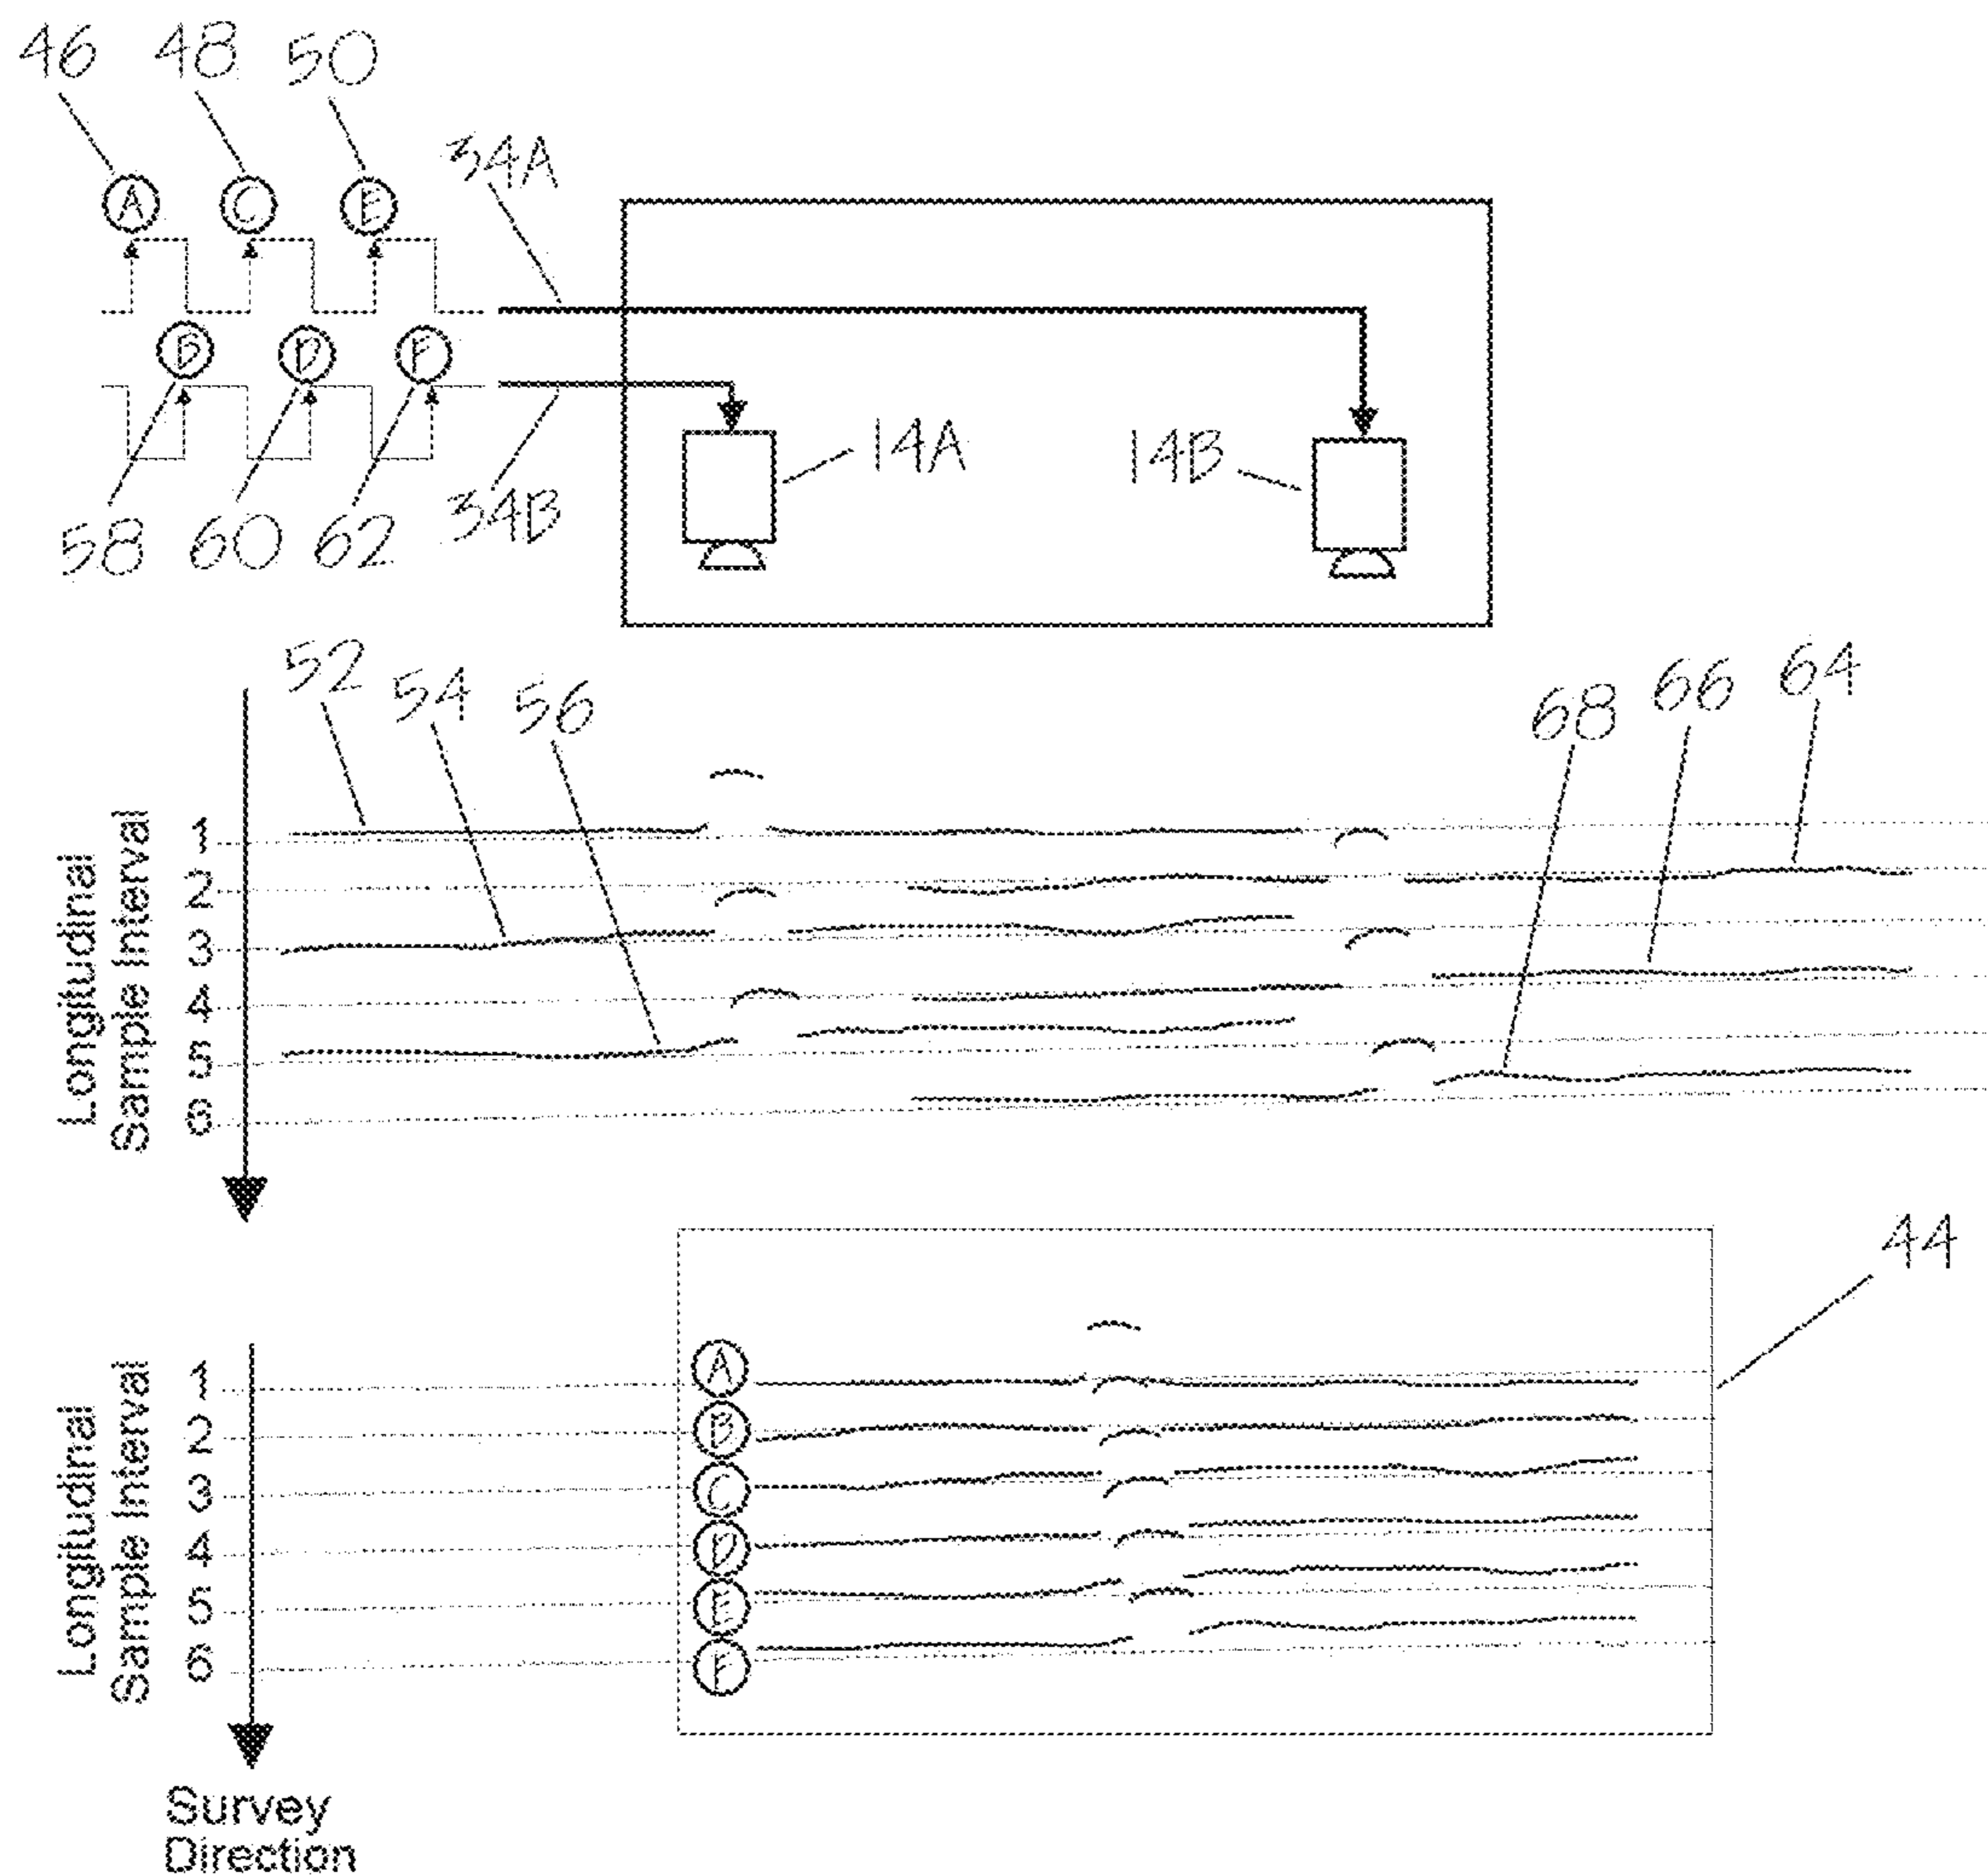 46 48 50
34A
A C E
B D F
14A 14B
58 60 62 34B
52 54 56 68 66 64
Longitudinal
Sample Interval
1
2
3
4
5
6
44
Longitudinal
Sample Interval
1 A
2 B
3 C
4 D
5 E
6 F
Survey
Direction